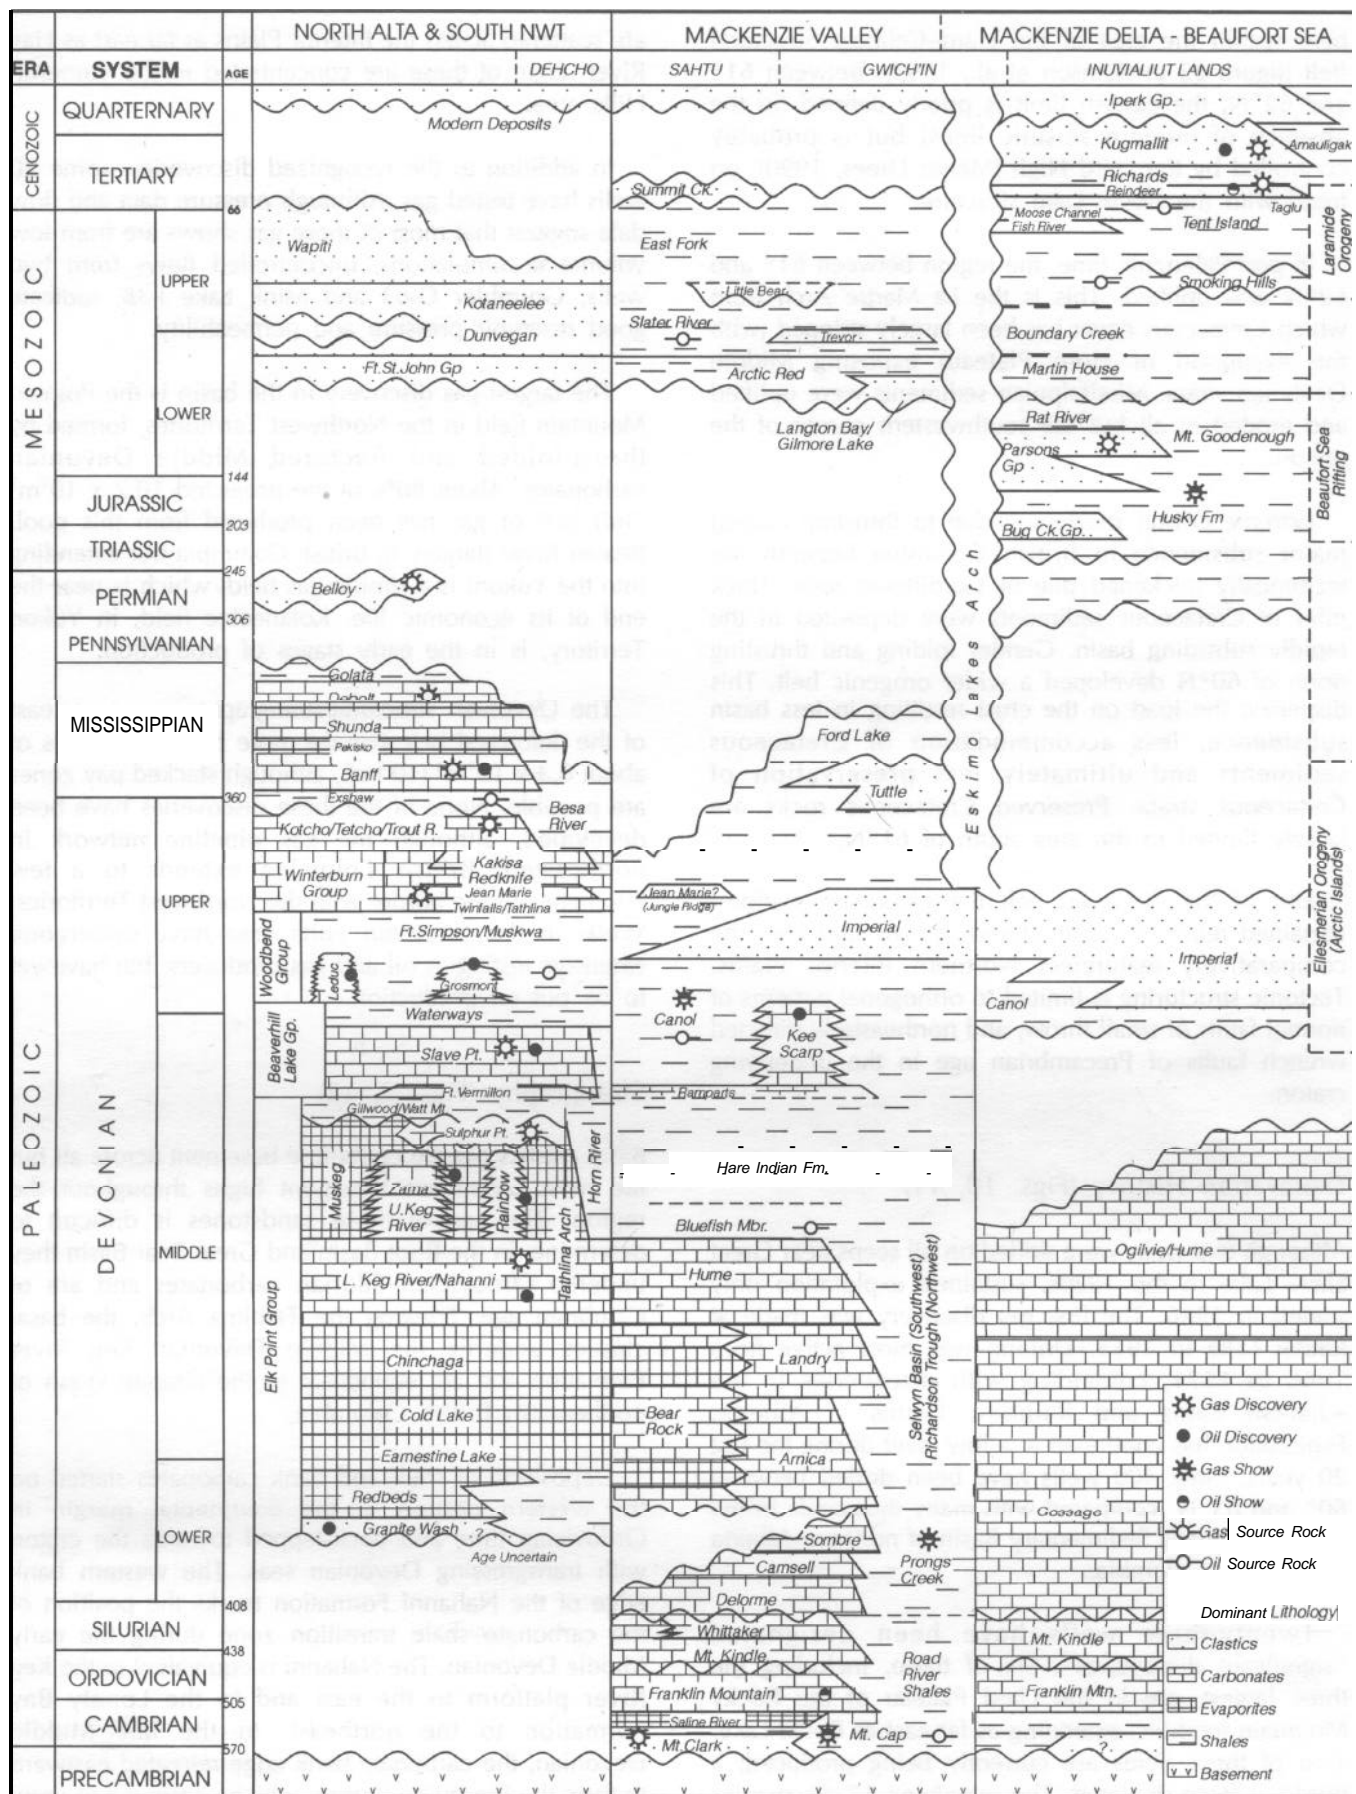 NORTH ALTA & SOUTH NWT
MACKENZIE VALLEY
MACKENZIE DELTA - BEAUFORT SEA
ERA
SYSTEM
AGE
DEHCHO
SAHTU
GWICH'IN
INUVIALUIT LANDS
CENOZOIC
MESOZOIC
PAEOZOIC
DEVONIAN
QUARTERNARY
TERTIARY
UPPER
LOWER
JURASSIC
TRIASSIC
PERMIAN
PENNSYLVANIAN
MISSISSIPPIAN
UPPER
MIDDLE
LOWER
SILURIAN
ORDOVICIAN
CAMBRIAN
PRECAMBRIAN
66
144
203
245
306
360
408
438
505
570
Modern Deposits
Wapiti
Kotaneelee
Dunvegan
Ft.St.John Gp
Belloy
Golata
Debolt
Shunda
Pekisko
Banff
Exshaw
Besa
River
Kotcho/Tetcho/Trout R.
Winterburn
Group
Kakisa
Redknife
Jean Marie
Twinfalls/Tathlina
Ft.Simpson/Muskwa
Woodbend
Group
Leduc
Grosmont
Beaverhill
Lake Gp.
Waterways
Slave Pt.
Ft.Vermilion
Gillwood/Watt Mt.
Sulphur Pt.
Muskeg
Zama
U.Keg
River
Rainbow
Horn River
Tathlina Arch
L. Keg River/Nahanni
Elk Point Group
Chinchaga
Cold Lake
Earnestine Lake
Redbeds
Granite Wash -?
Age Uncertain
Summit Ck.
East Fork
Little Bear
Slater River
Trevor
Arctic Red
Langton Bay/
Gilmore Lake
Eskimo Lakes Arch
Ford Lake
Tuttle
Jean Marie?
(Jungle Ridge)
Imperial
Canol
Kee
Scarp
Ramparts
Hare Indian Fm.
Bluefish Mbr.
Hume
Landry
Bear
Rock
Arnica
Sombre
Camsell
Delorme
Whittaker
Mt. Kindle
Franklin Mountain
Saline River
Mt.Clark
Mt. Cap
Selwyn Basin (Southwest)
Richardson Trough (Northwest)
Prongs
Creek
Road
River
Shales
Iperk Gp.
Kugmallit
Amauligak
Richards
Reindeer
Taglu
Moose Channel
Fish River
Tent Island
Smoking Hills
Boundary Creek
Martin House
Rat River
Mt. Goodenough
Parsons
Gp
Husky Fm
Bug Ck.Gp.
Imperial
Canol
Ogilvie/Hume
Gossage
Mt. Kindle
Franklin Mtn.
Laramide
Orogeny
Beaufort Sea
Rifting
Ellesmerian Orogeny
(Arctic Islands)
Gas Discovery
Oil Discovery
Gas Show
Oil Show
Gas Source Rock
Oil Source Rock
Dominant Lithology
Clastics
Carbonates
Evaporites
Shales
Basement